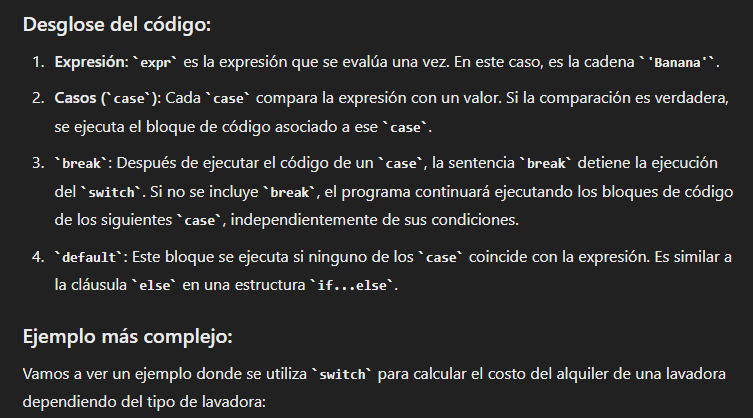 Desglose del código:
1. Expresión: `expr` es la expresión que se evalúa una vez. En este caso, es la cadena `'Banana'`.
2. Casos (`case`): Cada `case` compara la expresión con un valor. Si la comparación es verdadera,
se ejecuta el bloque de código asociado a ese `case`.
3. `break`: Después de ejecutar el código de un `case`, la sentencia `break` detiene la ejecución
del `switch`. Si no se incluye `break`, el programa continuará ejecutando los bloques de código
de los siguientes `case`, independientemente de sus condiciones.
4. `default`: Este bloque se ejecuta si ninguno de los `case` coincide con la expresión. Es similar a
la cláusula `else` en una estructura `if...else`.
Ejemplo más complejo:
Vamos a ver un ejemplo donde se utiliza `switch` para calcular el costo del alquiler de una lavadora
dependiendo del tipo de lavadora: